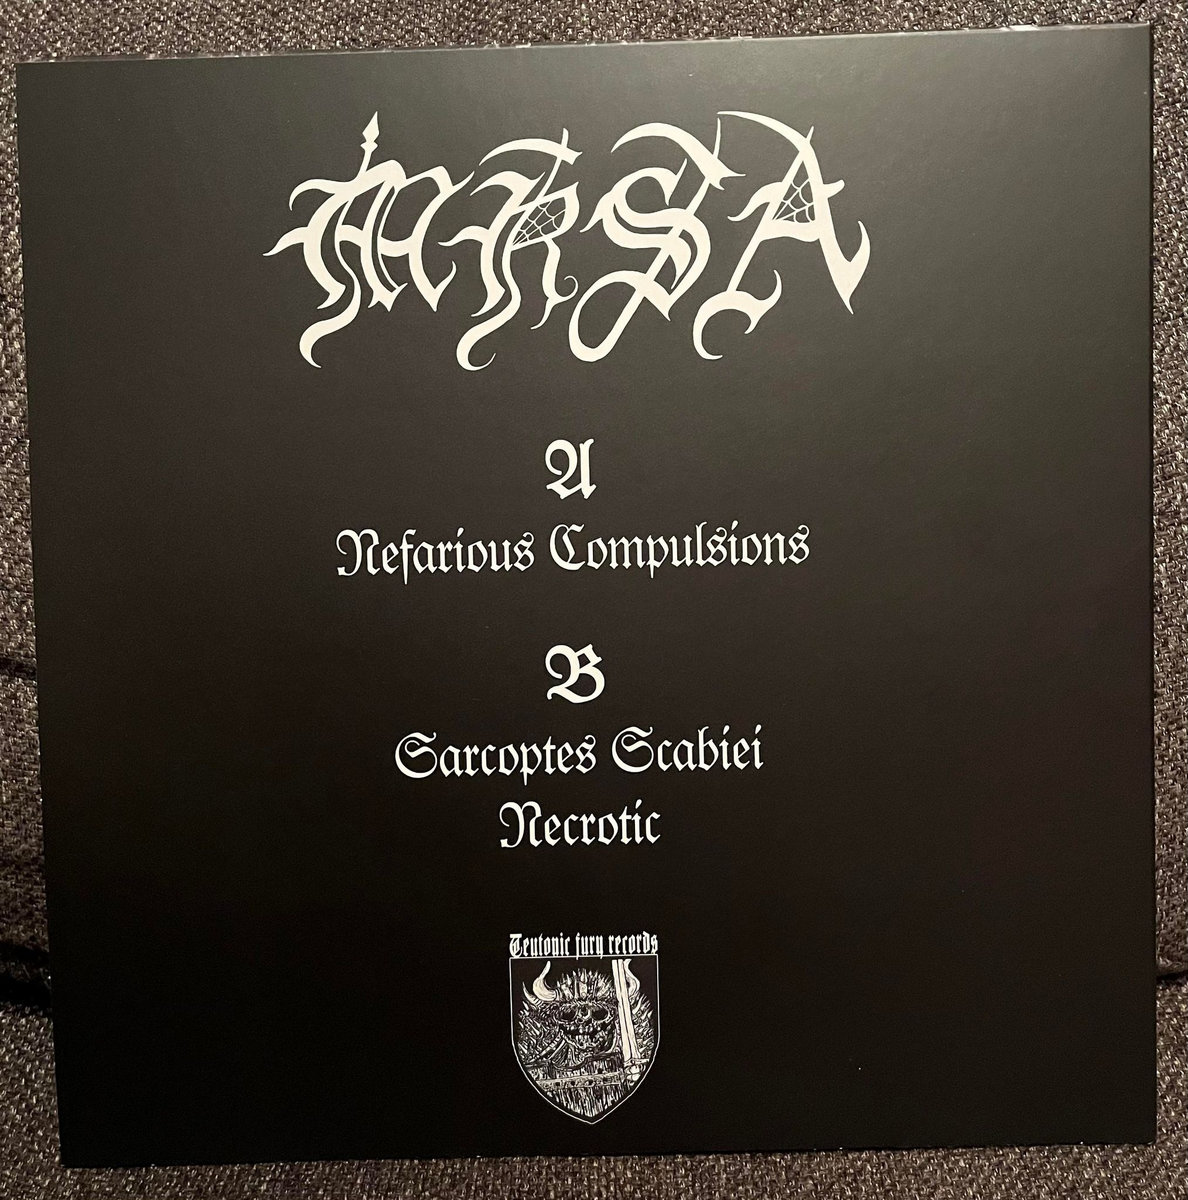 MRSA
A
Nefarious Compulsions
B
Sarcoptes Scabiei
Necrotic
Teutonic fury records